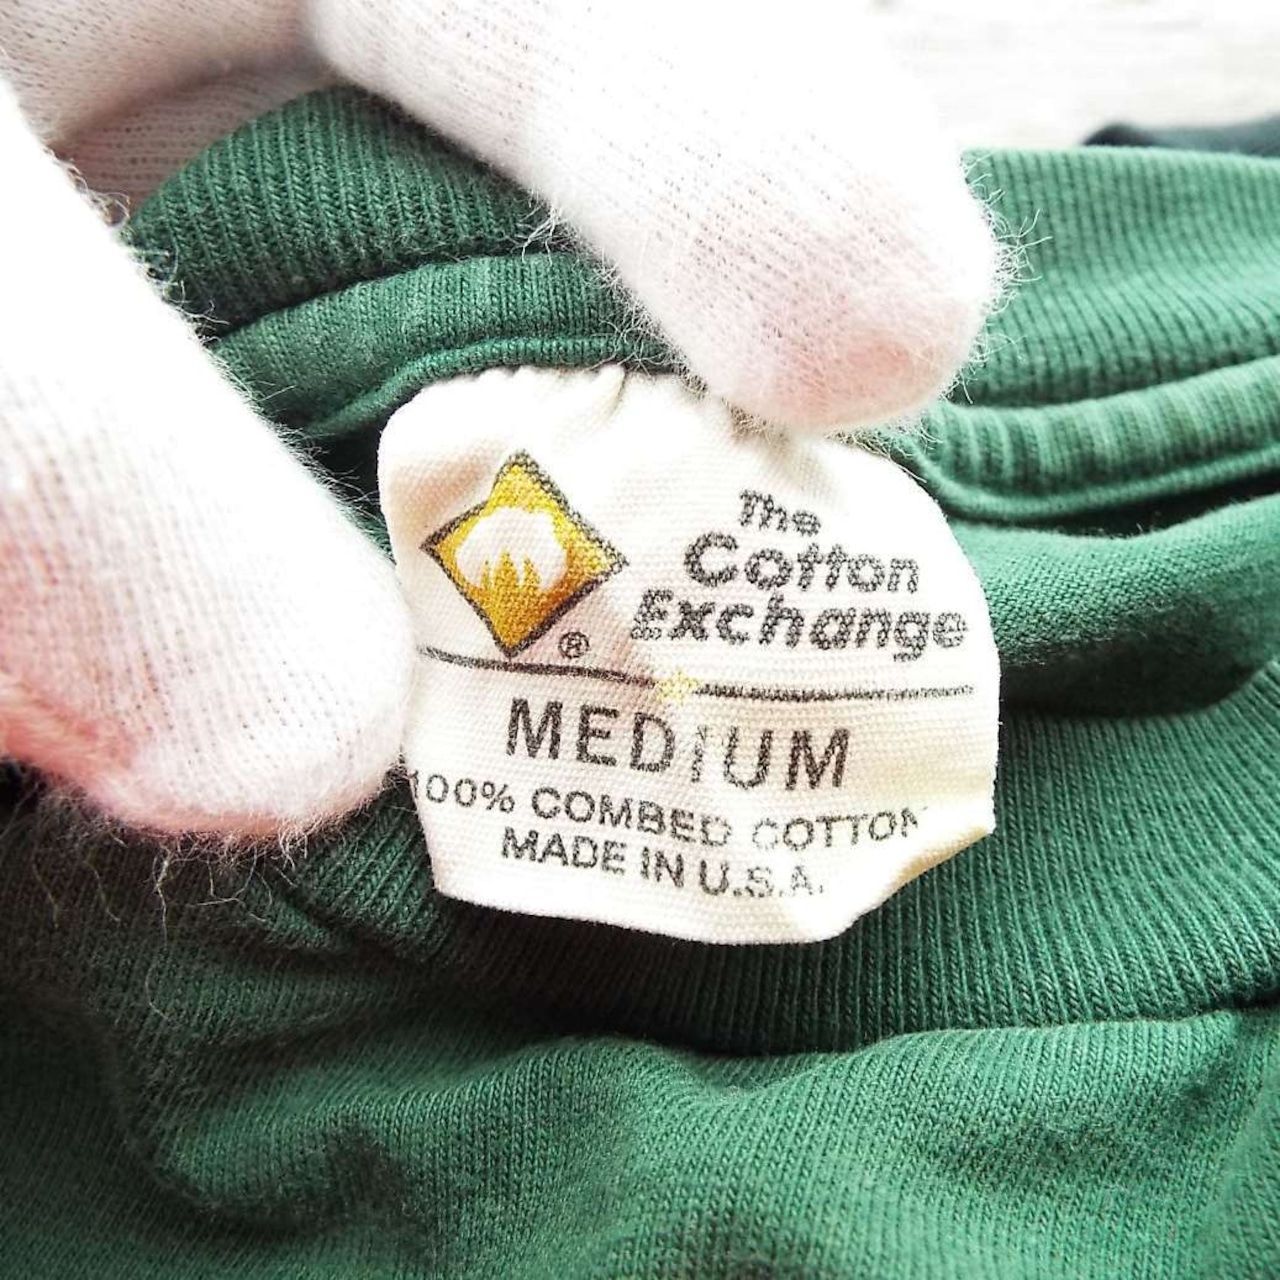 The
Cotton
Exchange
®
MEDIUM
100% COMBED COTTON
MADE IN U.S.A.